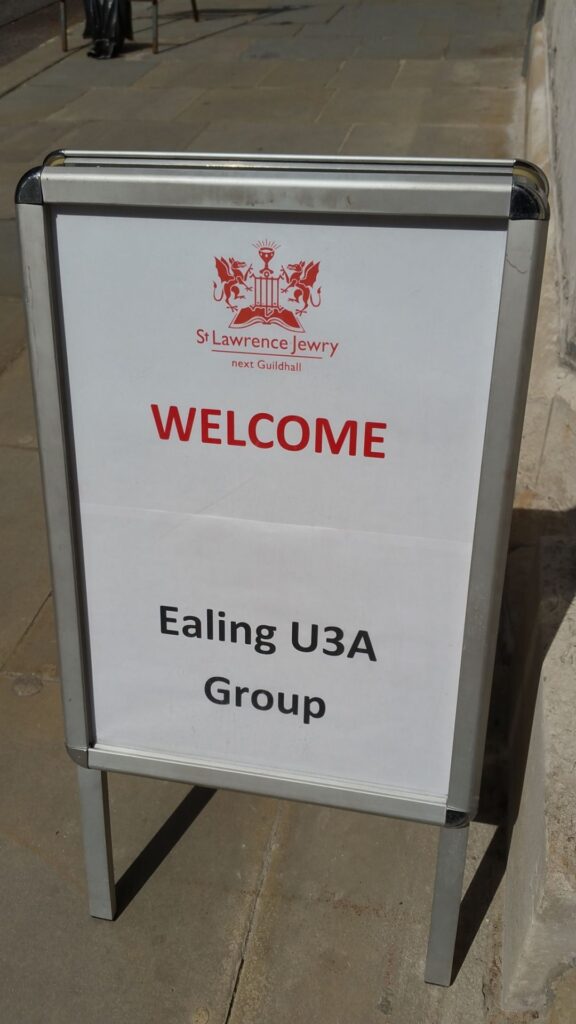 St Lawrence Jewry
next Guildhall
WELCOME
Ealing U3A
Group